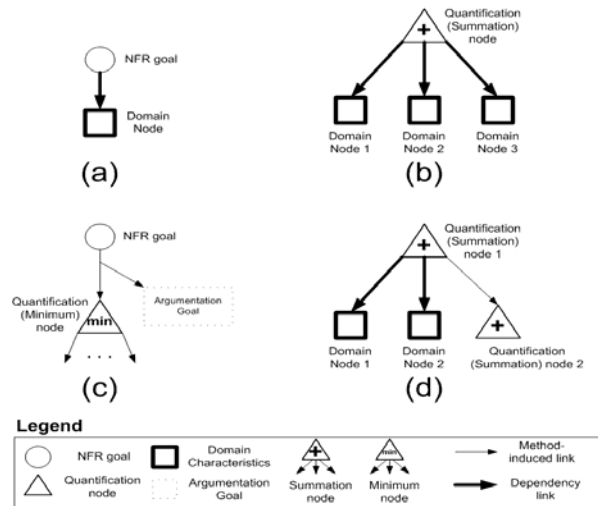 NFR goal
Domain
Node
(a)
+
Quantification
(Summation)
node
Domain
Node 1
Domain
Node 2
Domain
Node 3
(b)
NFR goal
Argumentation
Goal
Quantification
(Minimum)
node
min
. . .
(c)
+
Quantification
(Summation)
node 1
Domain
Node 1
Domain
Node 2
+
Quantification
(Summation) node 2
(d)
Legend
NFR goal
Quantification
node
Domain
Characteristics
Argumentation
Goal
+
Summation
node
min
Minimum
node
Method-
induced link
Dependency
link